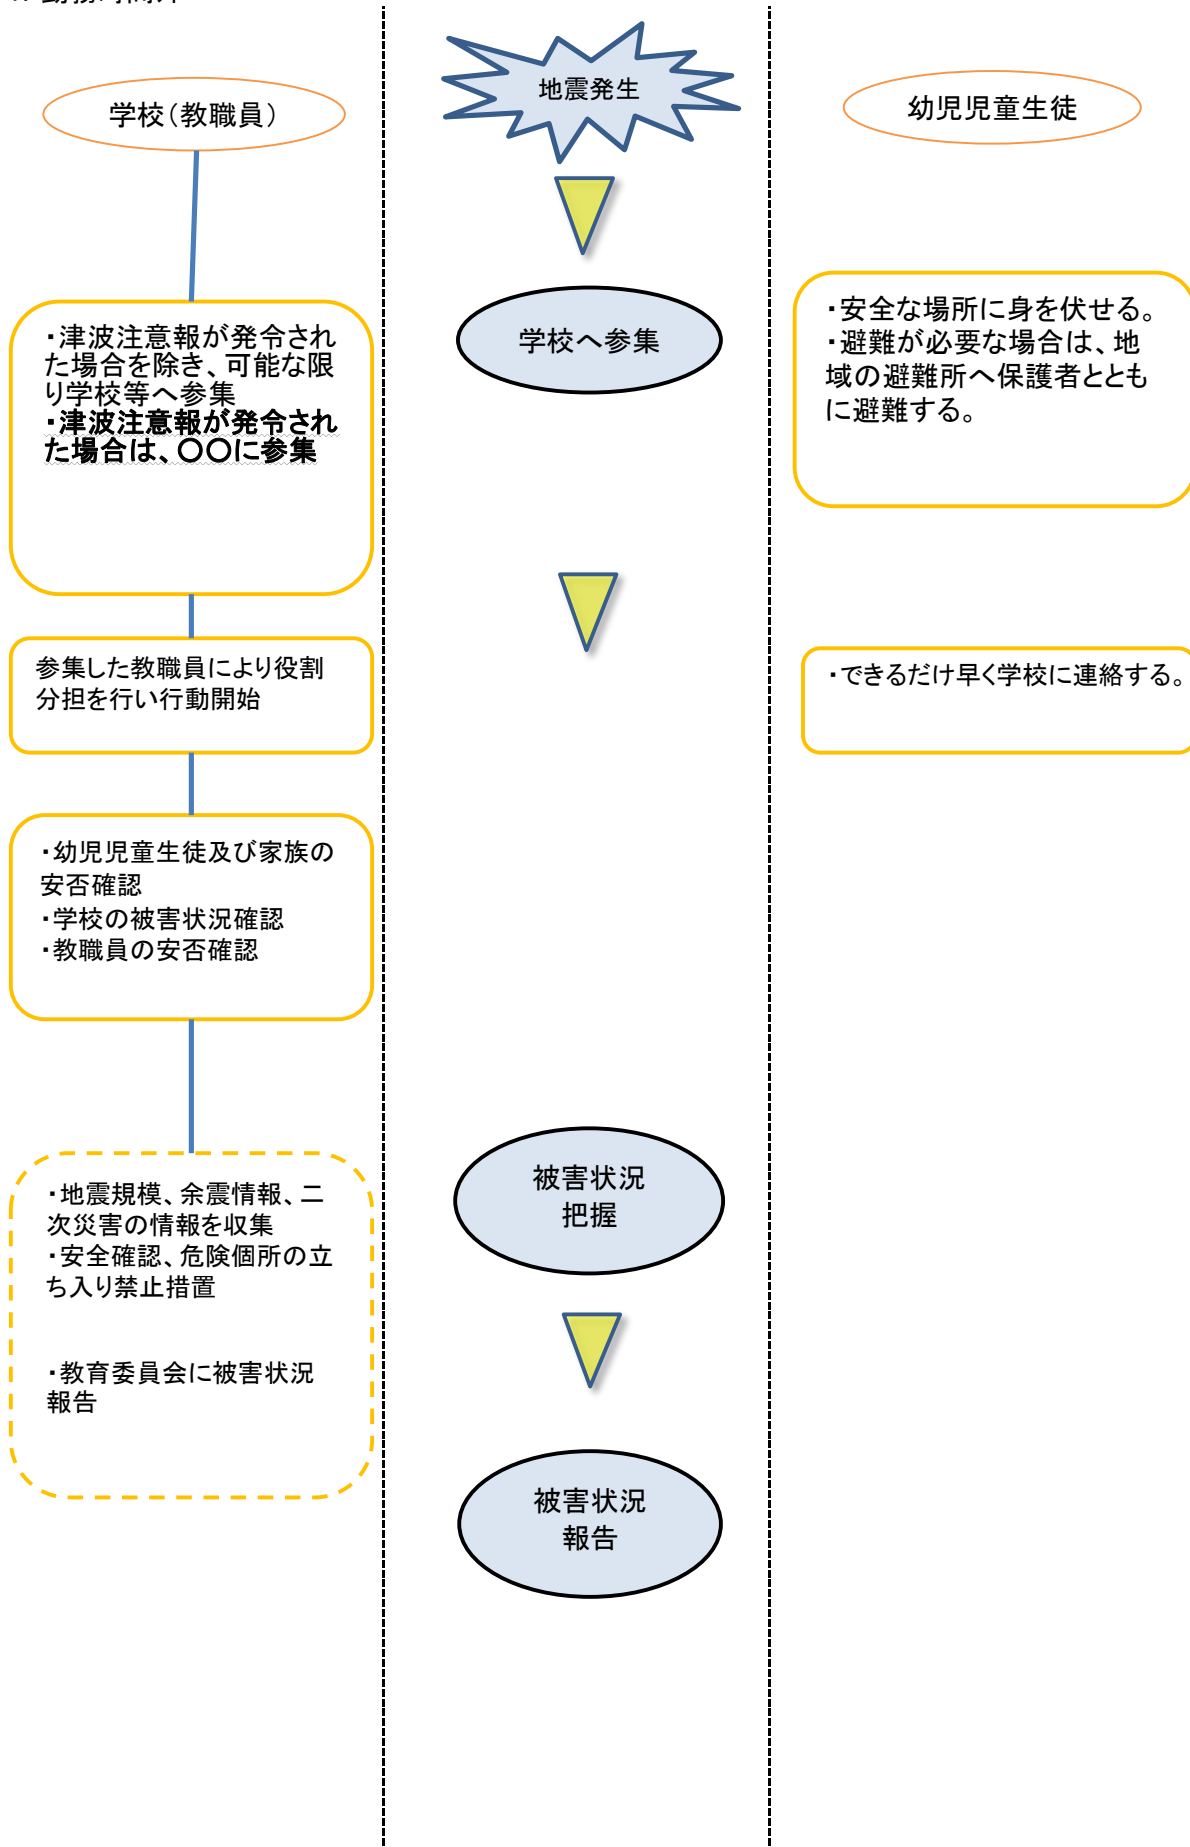 地震発生
学校（教職員）
幼児児童生徒
・津波注意報が発令され
た場合を除き、可能な限
り学校等へ参集
・津波注意報が発令され
た場合は、〇〇に参集
学校へ参集
・安全な場所に身を伏せる。
・避難が必要な場合は、地
域の避難所へ保護者ととも
に避難する。
参集した教職員により役割
分担を行い行動開始
・できるだけ早く学校に連絡する。
・幼児児童生徒及び家族の
安否確認
・学校の被害状況確認
・教職員の安否確認
・地震規模、余震情報、二
次災害の情報を収集
・安全確認、危険個所の立
ち入り禁止措置
・教育委員会に被害状況
報告
被害状況
把握
被害状況
報告